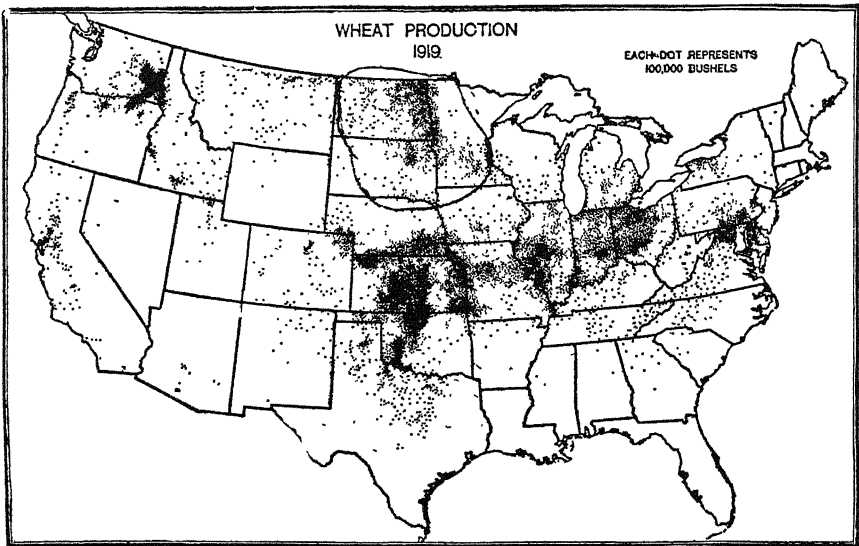 WHEAT PRODUCTION
1919
EACH DOT REPRESENTS
100,000 BUSHELS